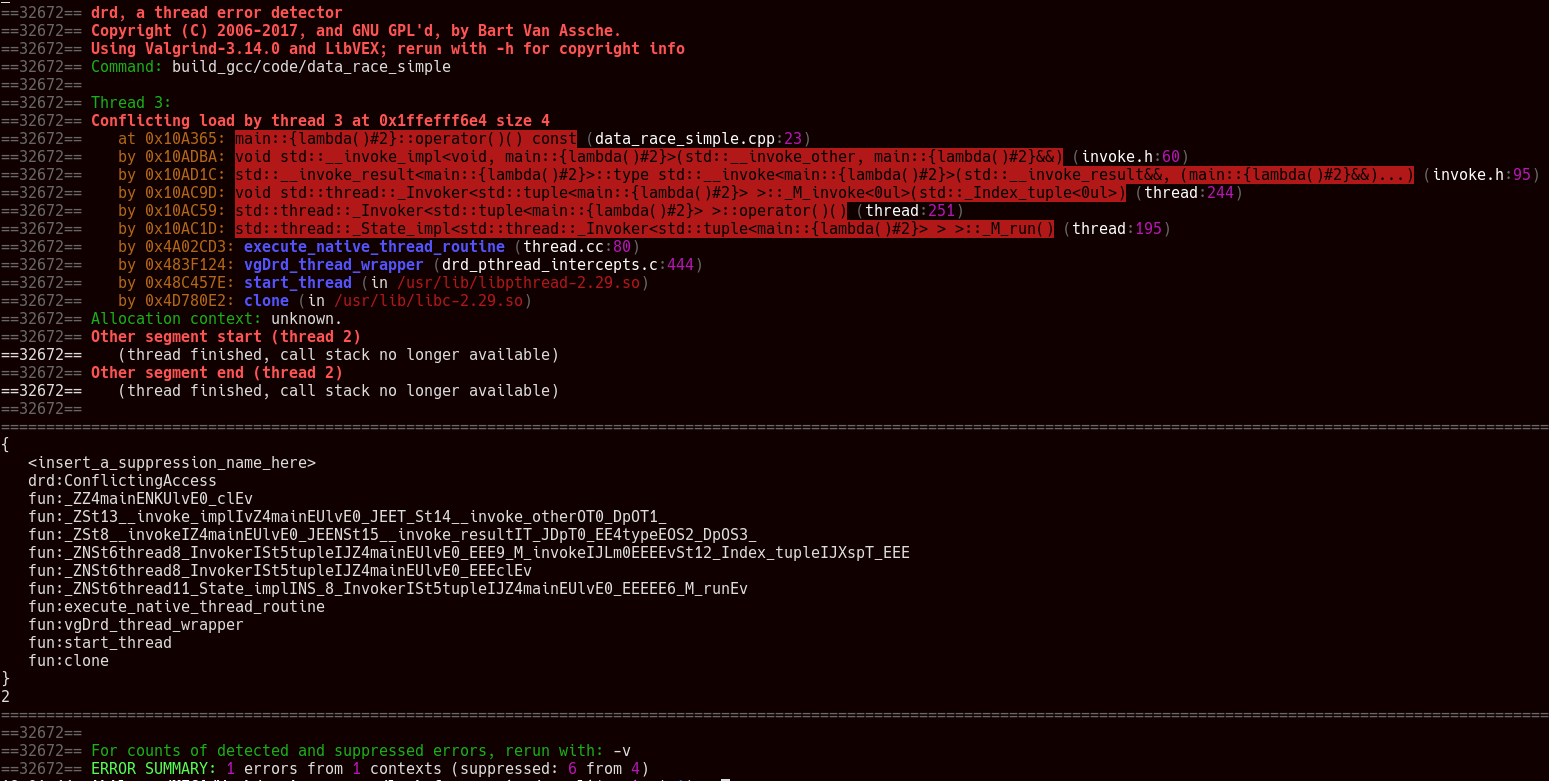 ==32672== drd, a thread error detector
==32672== Copyright (C) 2006-2017, and GNU GPL'd, by Bart Van Assche.
==32672== Using Valgrind-3.14.0 and LibVEX; rerun with -h for copyright info
==32672== Command: build_gcc/code/data_race_simple
==32672==
==32672== Thread 3:
==32672== Conflicting load by thread 3 at 0x1ffefff6e4 size 4
==32672==    at 0x10A365: main::{lambda()#2}::operator()() const (data_race_simple.cpp:23)
==32672==    by 0x10ADBA: void std::__invoke_impl<void, main::{lambda()#2}>(std::__invoke_other, main::{lambda()#2}&&) (invoke.h:60)
==32672==    by 0x10AD1C: std::__invoke_result<main::{lambda()#2}>::type std::__invoke<main::{lambda()#2}>(std::__invoke_result&&, (main::{lambda()#2}&&)...) (invoke.h:95)
==32672==    by 0x10AC9D: void std::thread::_Invoker<std::tuple<main::{lambda()#2}> >::_M_invoke<0ul>(std::_Index_tuple<0ul>) (thread:244)
==32672==    by 0x10AC59: std::thread::_Invoker<std::tuple<main::{lambda()#2}> >::operator()() (thread:251)
==32672==    by 0x10AC1D: std::thread::_State_impl<std::thread::_Invoker<std::tuple<main::{lambda()#2}> > >::_M_run() (thread:195)
==32672==    by 0x4A02CD3: execute_native_thread_routine (thread.cc:80)
==32672==    by 0x483F124: vgDrd_thread_wrapper (drd_pthread_intercepts.c:444)
==32672==    by 0x48C457E: start_thread (in /usr/lib/libpthread-2.29.so)
==32672==    by 0x4D780E2: clone (in /usr/lib/libc-2.29.so)
==32672== Allocation context: unknown.
==32672== Other segment start (thread 2)
==32672==    (thread finished, call stack no longer available)
==32672== Other segment end (thread 2)
==32672==    (thread finished, call stack no longer available)
==32672==
{
   <insert_a_suppression_name_here>
   drd:ConflictingAccess
   fun:_ZZ4mainENKUlvE0_clEv
   fun:_ZSt13__invoke_implIvZ4mainEUlvE0_JEET_St14__invoke_otherOT0_DpOT1_
   fun:_ZSt8__invokeIZ4mainEUlvE0_JEENSt15__invoke_resultIT_JDpT0_EE4typeEOS2_DpOS3_
   fun:_ZNSt6thread8_InvokerISt5tupleIJZ4mainEUlvE0_EEE9_M_invokeIJLm0EEEEvSt12_Index_tupleIJXspT_EEE
   fun:_ZNSt6thread8_InvokerISt5tupleIJZ4mainEUlvE0_EEEclEv
   fun:_ZNSt6thread11_State_implINS_8_InvokerISt5tupleIJZ4mainEUlvE0_EEEEE6_M_runEv
   fun:execute_native_thread_routine
   fun:vgDrd_thread_wrapper
   fun:start_thread
   fun:clone
}
2
==32672==
==32672== For counts of detected and suppressed errors, rerun with: -v
==32672== ERROR SUMMARY: 1 errors from 1 contexts (suppressed: 6 from 4)